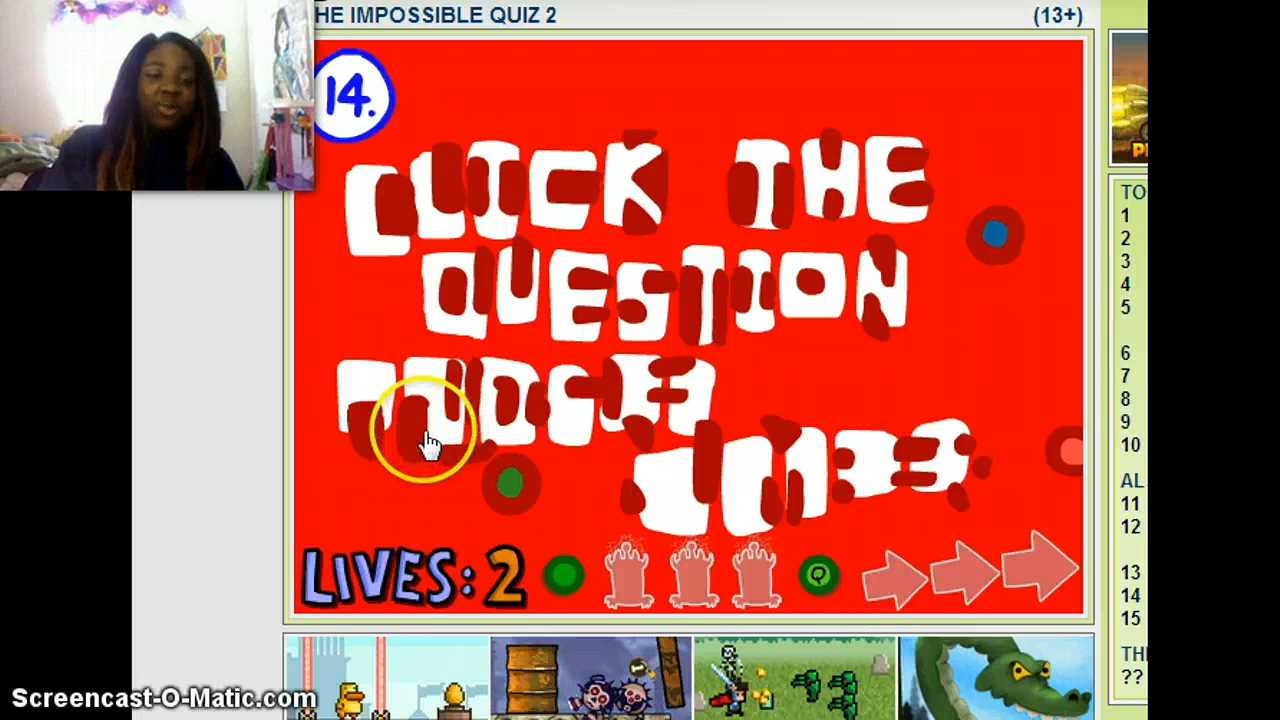 THE IMPOSSIBLE QUIZ 2
(13+)
14.
CLICK THE
QUESTION
TO
1
2
3
4
5
6
7
8
9
10
AL
11
12
13
14
15
TH
??
LIVES: 2
Q
Screencast-O-Matic.com